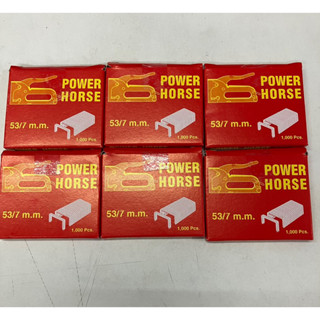 POWER
HORSE
53/7 m.m.
1,000 Pcs.
POWER
HORSE
53/7 m.m.
1,000 Pcs.
POWER
HORSE
53/7 m.m.
1,000 Pcs.
POWER
HORSE
53/7 m.m.
1,000 Pcs.
POWER
HORSE
53/7 m.m.
1,000 Pcs.
POWER
HORSE
53/7 m.m.
1,000 Pcs.